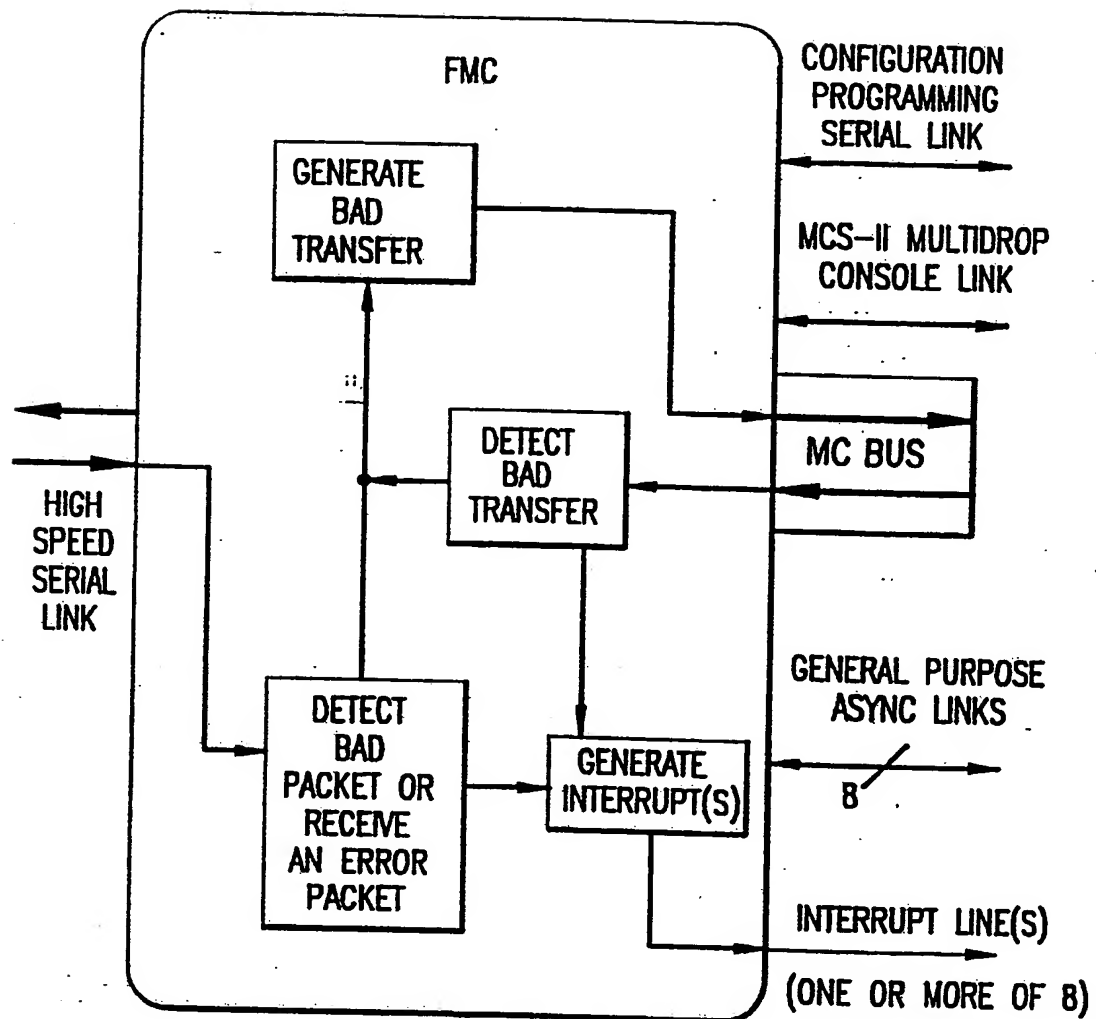 FMC
CONFIGURATION
PROGRAMMING
SERIAL LINK
GENERATE
BAD
TRANSFER
MCS-II MULTIDROP
CONSOLE LINK
DETECT
BAD
TRANSFER
MC BUS
HIGH
SPEED
SERIAL
LINK
DETECT
BAD
PACKET OR
RECEIVE
AN ERROR
PACKET
GENERATE
INTERRUPT(S)
GENERAL PURPOSE
ASYNC LINKS
8
INTERRUPT LINE(S)
(ONE OR MORE OF 8)